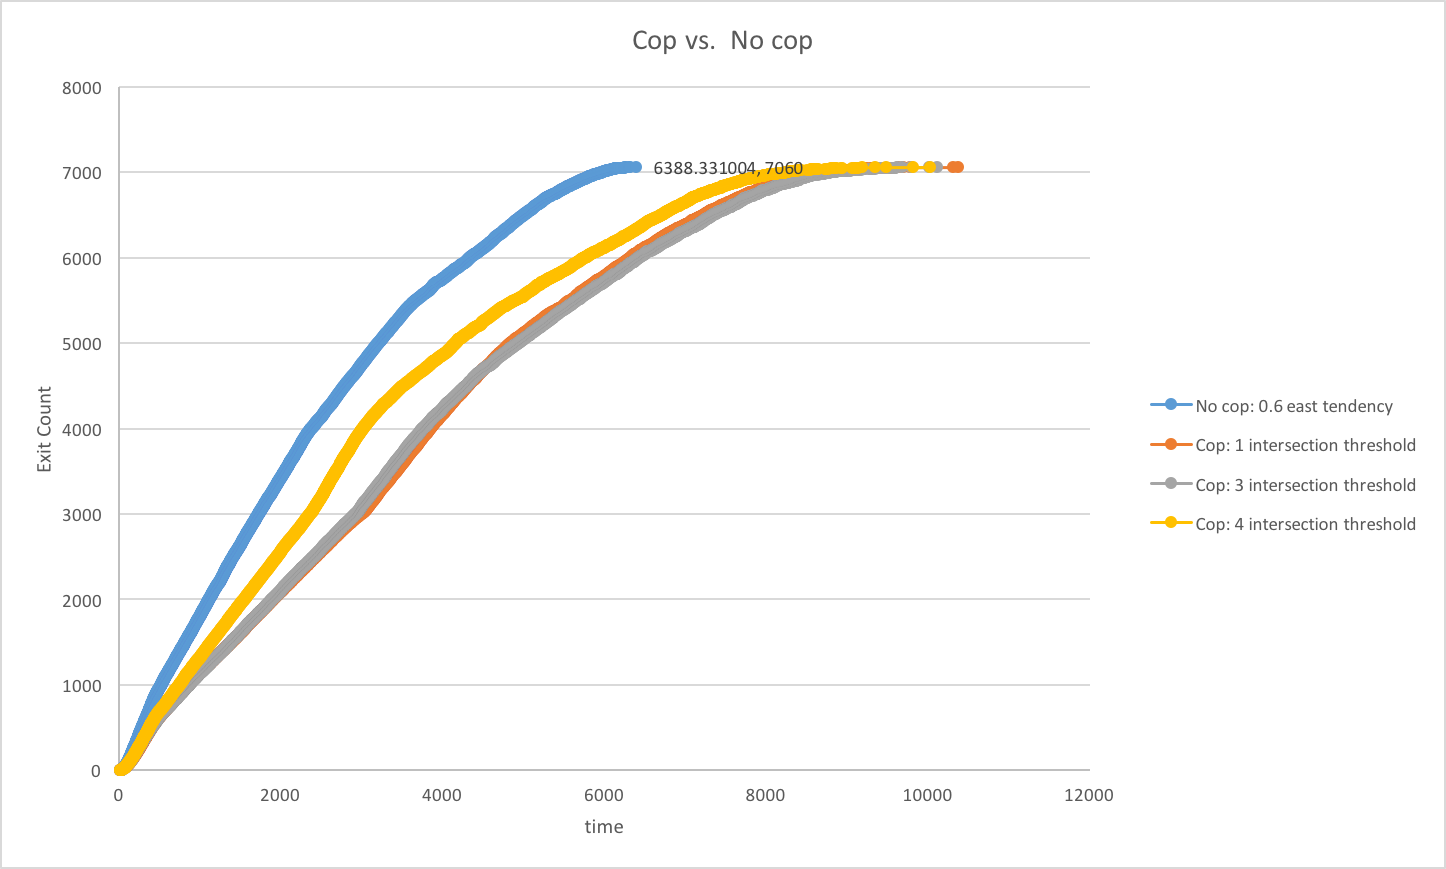 Cop vs.  No cop
8000
7000
6000
5000
4000
3000
2000
1000
0
Exit Count
6388.331004, 7060
0 2000 4000 6000 8000 10000 12000
time
No cop: 0.6 east tendency
Cop: 1 intersection threshold
Cop: 3 intersection threshold
Cop: 4 intersection threshold